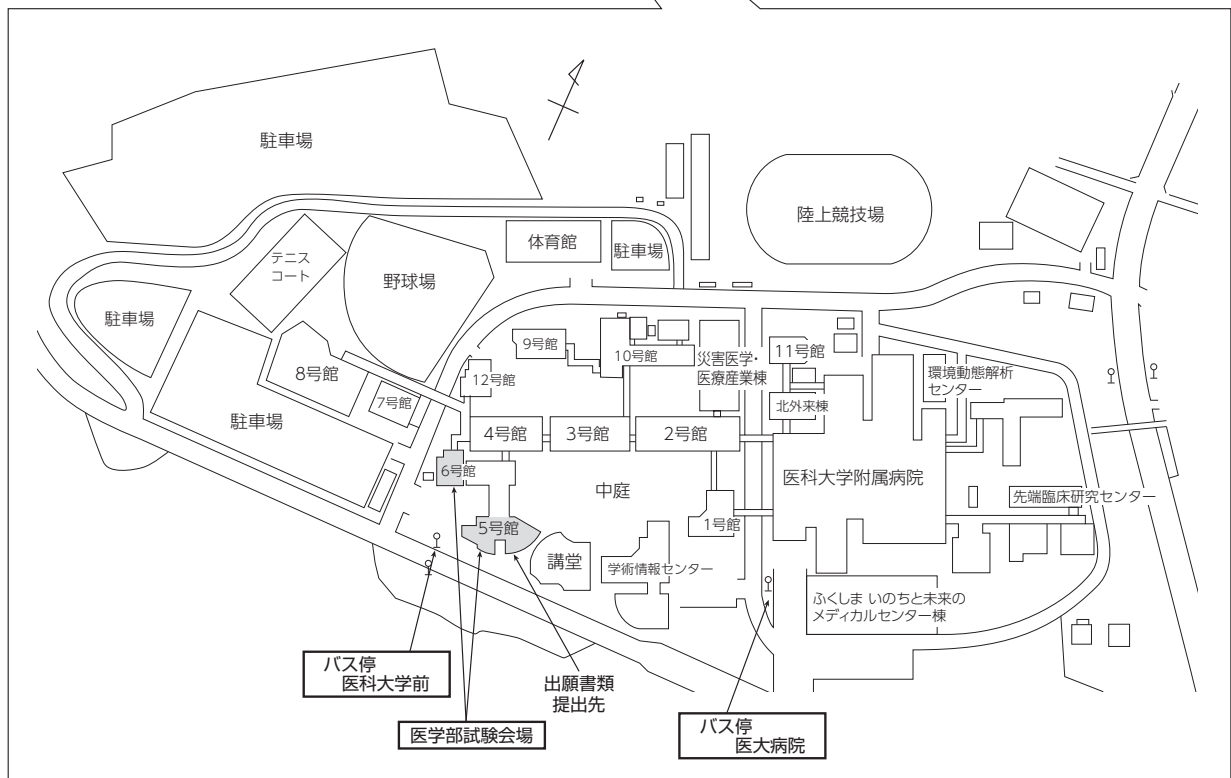 駐車場
陸上競技場
体育館
駐車場
テニス
コート
野球場
駐車場
9号館
10号館
災害医学・
医療産業棟
11号館
環境動態解析
センター
8号館
12号館
7号館
北外来棟
駐車場
4号館
3号館
2号館
6号館
中庭
医科大学附属病院
先端臨床研究センター
5号館
1号館
講堂
学術情報センター
ふくしま いのちと未来の
メディカルセンター棟
バス停
医科大学前
出願書類
提出先
医学部試験会場
バス停
医大病院